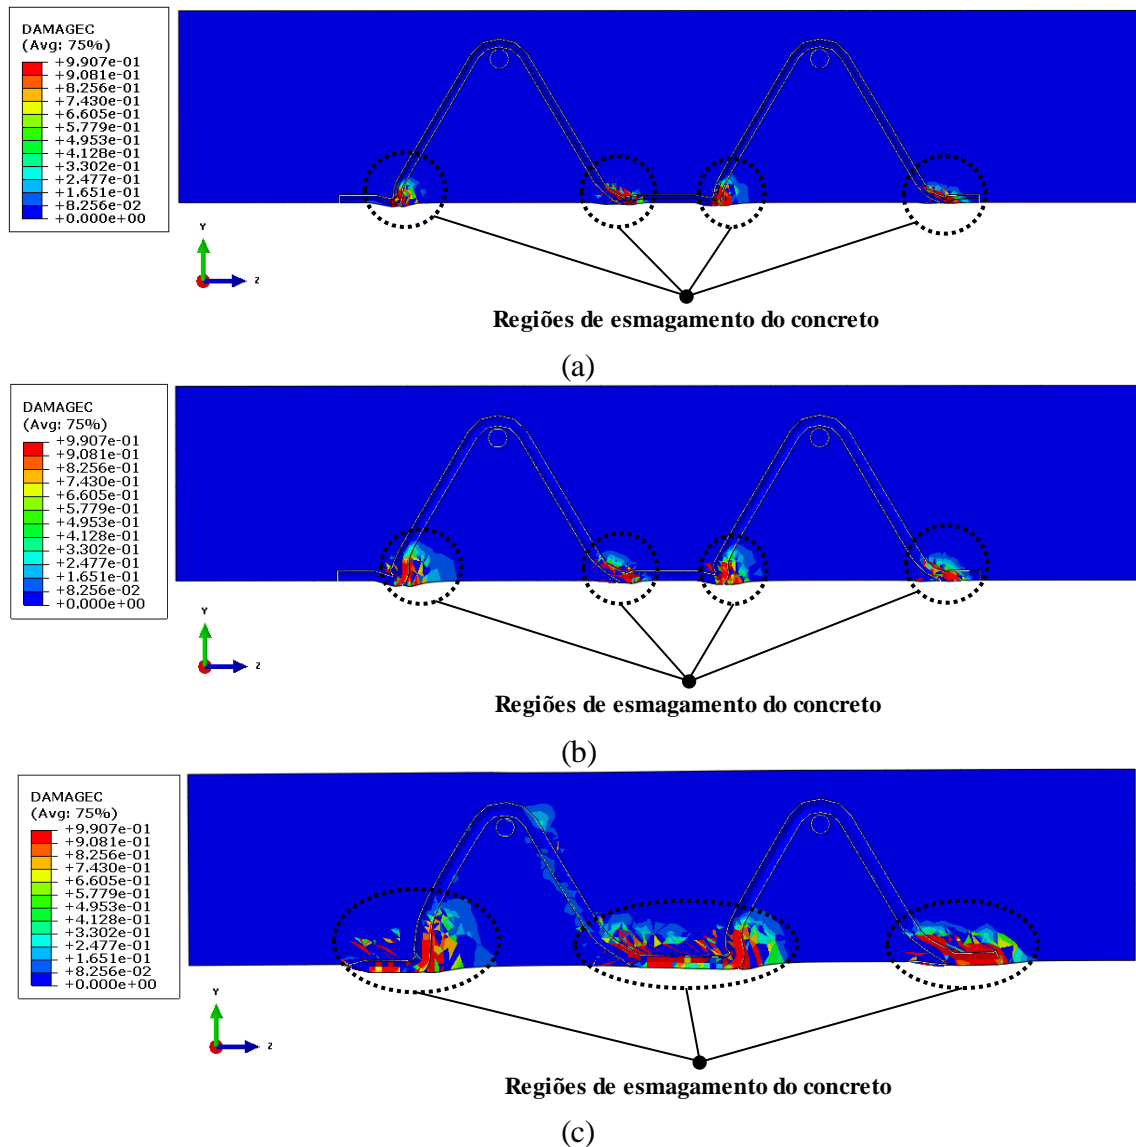 DAMAGEC
(Avg: 75%)
+9.907e-01
+9.081e-01
+8.256e-01
+7.430e-01
+6.605e-01
+5.779e-01
+4.953e-01
+4.128e-01
+3.302e-01
+2.477e-01
+1.651e-01
+8.256e-02
+0.000e+00
Y
Z
Regiões de esmagamento do concreto
(a)
DAMAGEC
(Avg: 75%)
+9.907e-01
+9.081e-01
+8.256e-01
+7.430e-01
+6.605e-01
+5.779e-01
+4.953e-01
+4.128e-01
+3.302e-01
+2.477e-01
+1.651e-01
+8.256e-02
+0.000e+00
Y
Z
Regiões de esmagamento do concreto
(b)
DAMAGEC
(Avg: 75%)
+9.907e-01
+9.081e-01
+8.256e-01
+7.430e-01
+6.605e-01
+5.779e-01
+4.953e-01
+4.128e-01
+3.302e-01
+2.477e-01
+1.651e-01
+8.256e-02
+0.000e+00
Y
Z
Regiões de esmagamento do concreto
(c)